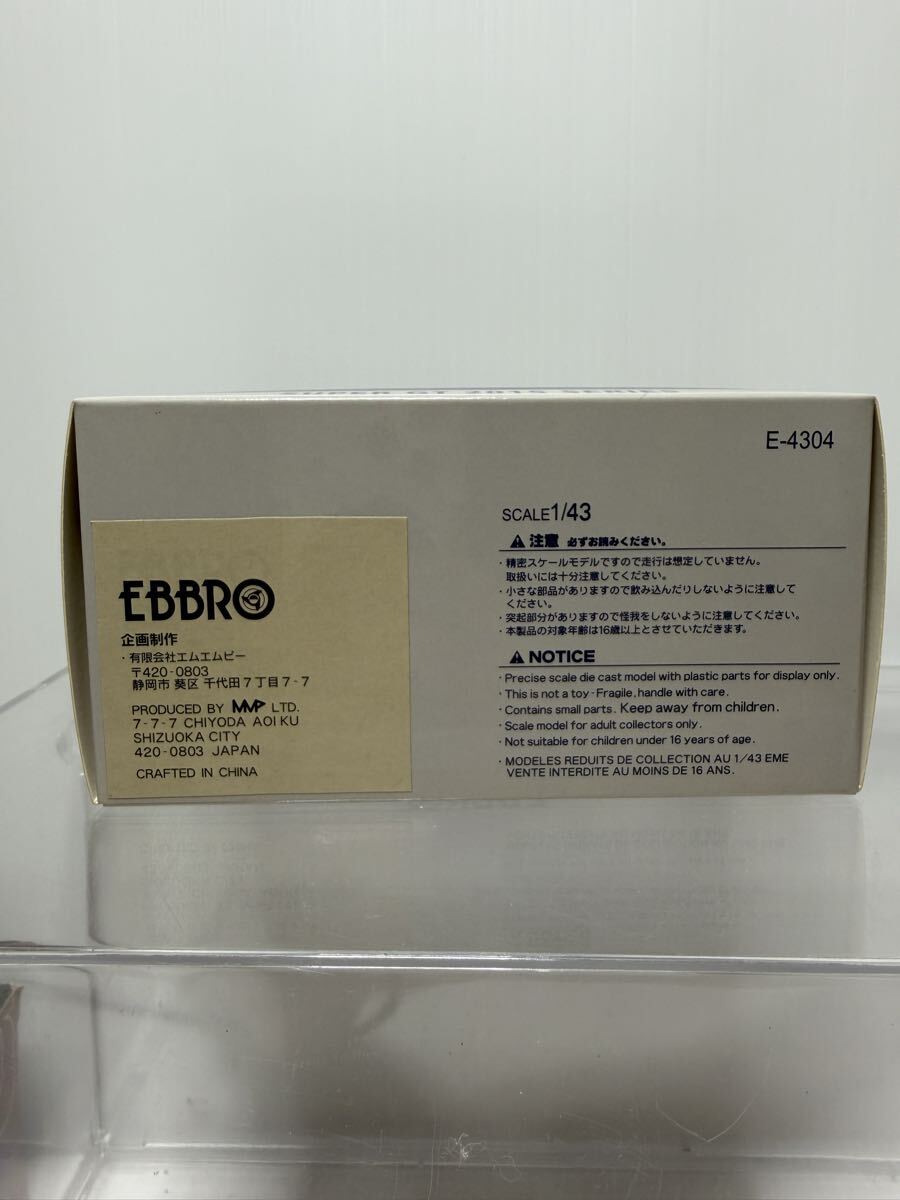 SUPER GT 2015 SERIES
E-4304
EBBRO
企画制作
・有限会社エムエムピー
〒420-0803
静岡市 葵区 千代田7丁目7-7
PRODUCED BY MMP LTD.
7-7-7 CHIYODA AOI KU
SHIZUOKA CITY
420-0803 JAPAN
CRAFTED IN CHINA
SCALE1/43
⚠ 注意 必ずお読みください。
・精密スケールモデルですので走行は想定していません。
取扱いには十分注意してください。
・小さな部品がありますので飲み込んだりしないように注意して
ください。
・突起部分がありますので怪我をしないように注意してください。
・本製品の対象年齢は16歳以上とさせていただきます。
⚠ NOTICE
・Precise scale die cast model with plastic parts for display only.
・This is not a toy-Fragile, handle with care.
・Contains small parts. Keep away from children.
・Scale model for adult collectors only.
・Not suitable for children under 16 years of age.
・MODELES REDUITS DE COLLECTION AU 1/43 EME
VENTE INTERDITE AU MOINS DE 16 ANS.